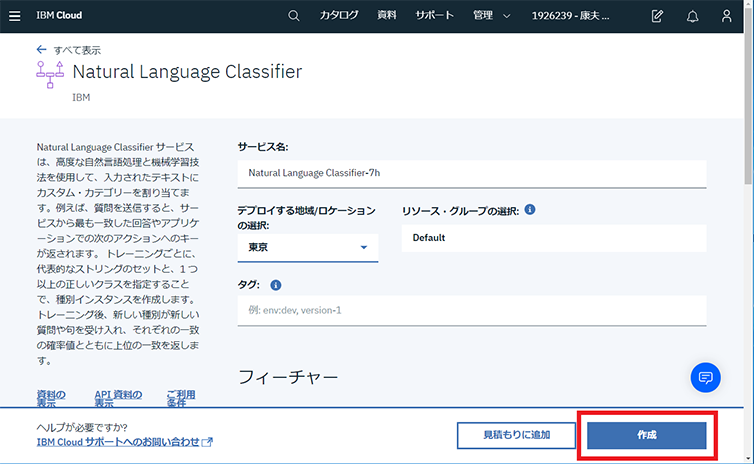 IBM Cloud
カタログ
資料
サポート
管理
1926239 - 康夫 ...
すべて表示
Natural Language Classifier
IBM
Natural Language Classifier サービス
は、高度な自然言語処理と機械学習技
法を使用して、入力されたテキストに
カスタム・カテゴリーを割り当てま
す。例えば、質問を送信すると、サー
ビスから最も一致した回答やアプリケ
ーションでの次のアクションへのキー
が返されます。 トレーニングごとに、
代表的なストリングのセットと、1 つ
以上の正しいクラスを指定すること
で、種別インスタンスを作成します。
トレーニング後、新しい種別が新しい
質問や句を受け入れ、それぞれの一致
の確率値とともに上位の一致を返しま
す。
資料の
表示
API 資料の
表示
ご利用
条件
サービス名:
Natural Language Classifier-7h
デプロイする地域/ロケーション
の選択:
東京
リソース・グループの選択:
Default
タグ:
例: env:dev, version-1
フィーチャー
ヘルプが必要ですか?
IBM Cloud サポートへのお問い合わせ
見積もりに追加
作成